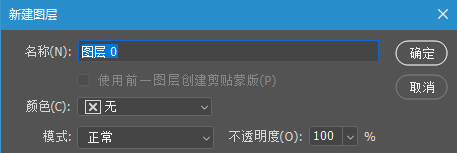 新建图层
名称(N): 图层 0 确定
使用前一图层创建剪贴蒙版(P) 取消
颜色(C): 无
模式: 正常 不透明度(O): 100 %